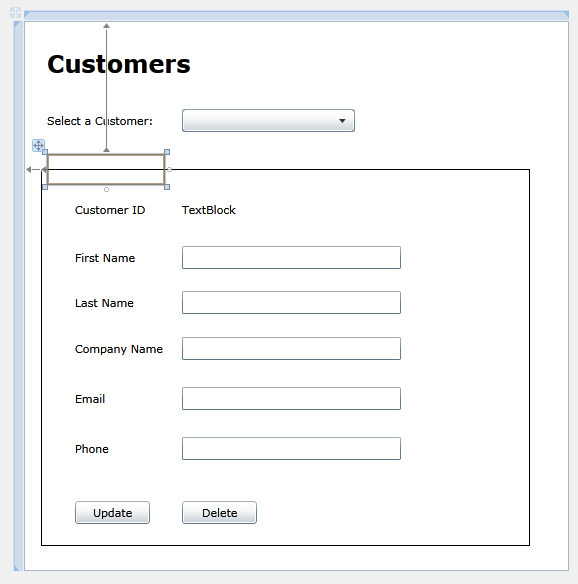 Customers
Select a Customer:
Customer ID TextBlock
First Name
Last Name
Company Name
Email
Phone
Update Delete